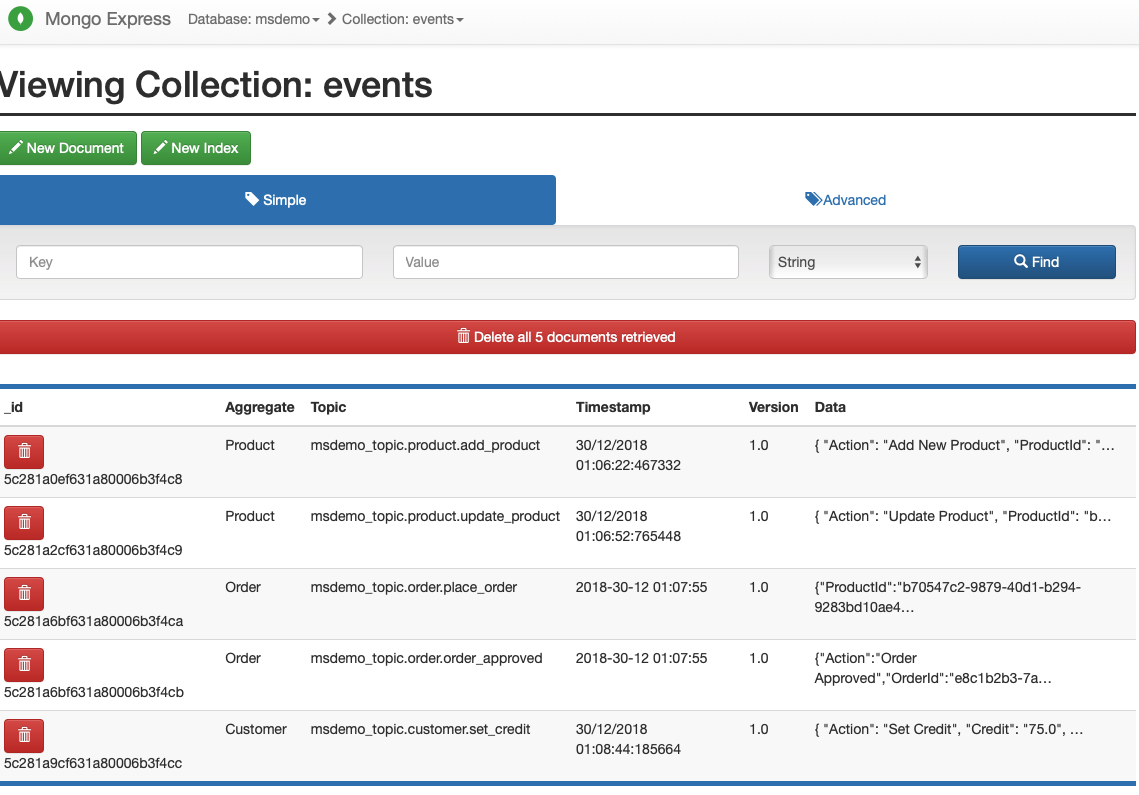 Mongo Express Database: msdemo Collection: events
Viewing Collection: events
New Document New Index
Simple Advanced
Key Value String Find
Delete all 5 documents retrieved
_id Aggregate Topic Timestamp Version Data
Product msdemo_topic.product.add_product 30/12/2018 1.0 { "Action": "Add New Product", "ProductId": "...
01:06:22:467332
5c281a0ef631a80006b3f4c8
Product msdemo_topic.product.update_product 30/12/2018 1.0 { "Action": "Update Product", "ProductId": "b...
01:06:52:765448
5c281a2cf631a80006b3f4c9
Order msdemo_topic.order.place_order 2018-30-12 01:07:55 1.0 {"ProductId":"b70547c2-9879-40d1-b294-
9283bd10ae4...
5c281a6bf631a80006b3f4ca
Order msdemo_topic.order.order_approved 2018-30-12 01:07:55 1.0 {"Action":"Order
Approved","OrderId":"e8c1b2b3-7a...
5c281a6bf631a80006b3f4cb
Customer msdemo_topic.customer.set_credit 30/12/2018 1.0 { "Action": "Set Credit", "Credit": "75.0", ...
01:08:44:185664
5c281a9cf631a80006b3f4cc